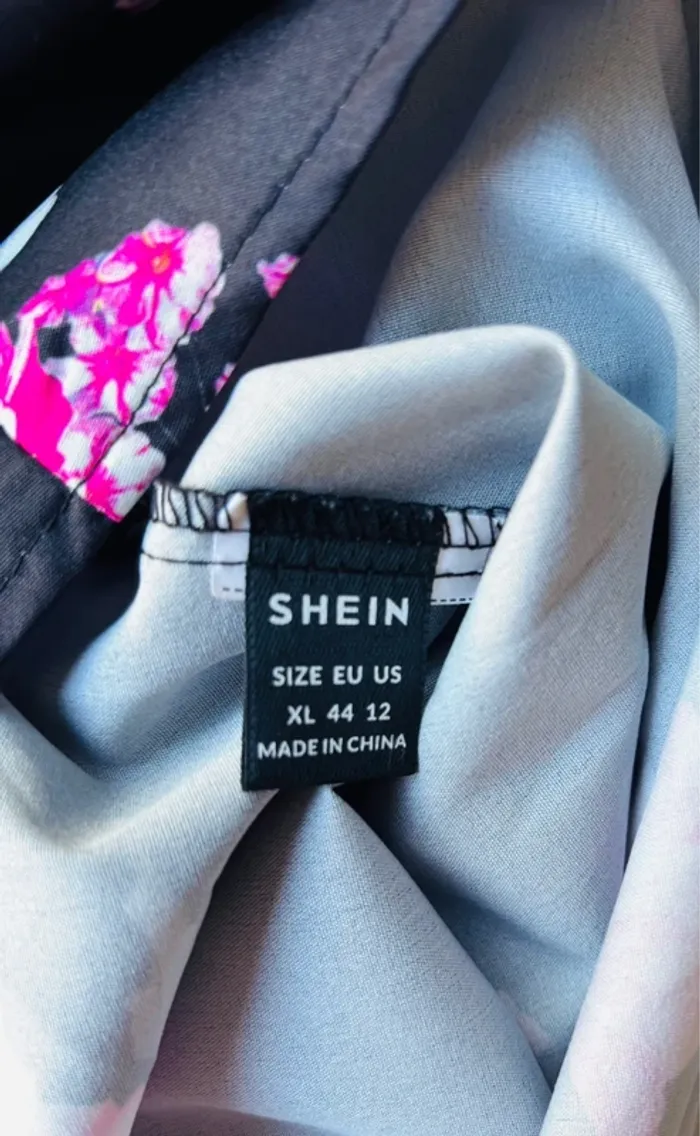 SHEIN
SIZE EU US
XL 44 12
MADE IN CHINA